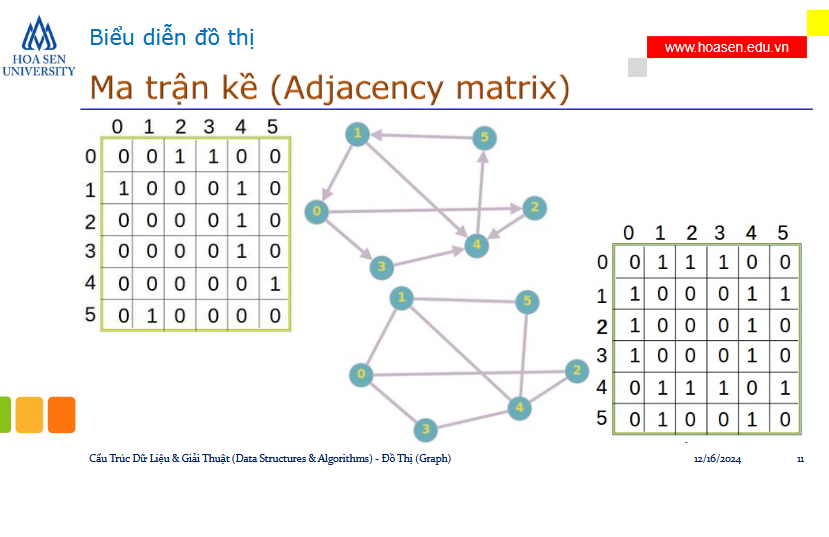 HOA SEN
UNIVERSITY
Biểu diễn đồ thị
www.hoasen.edu.vn
Ma trận kề (Adjacency matrix)
0 1 2 3 4 5
0 0 0 1 1 0 0
1 1 0 0 0 1 0
2 0 0 0 0 1 0
3 0 0 0 0 1 0
4 0 0 0 0 0 1
5 0 1 0 0 0 0
1
5
0
2
4
3
1
5
0
2
4
3
0 1 2 3 4 5
0 0 1 1 1 0 0
1 1 0 0 0 1 1
2 1 0 0 0 1 0
3 1 0 0 0 1 0
4 0 1 1 1 0 1
5 0 1 0 0 1 0
Cấu Trúc Dữ Liệu & Giải Thuật (Data Structures & Algorithms) - Đồ Thị (Graph)
12/16/2024
11